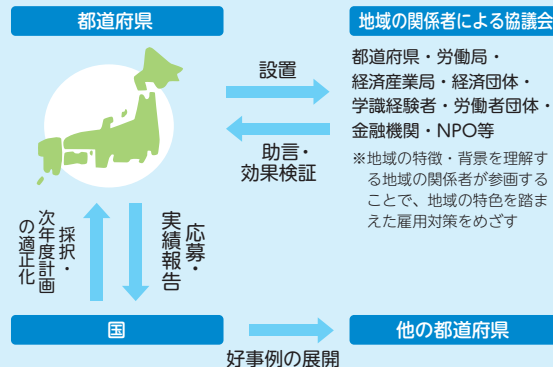 都道府県
地域の関係者による協議会
設置
助言・
効果検証
都道府県・労働局・
経済産業局・経済団体・
学識経験者・労働者団体・
金融機関・NPO等
※地域の特徴・背景を理解す
る地域の関係者が参画する
ことで、地域の特色を踏ま
えた雇用対策をめざす
採択・
次年度計画
の適正化
応募・
実績報告
国
好事例の展開
他の都道府県